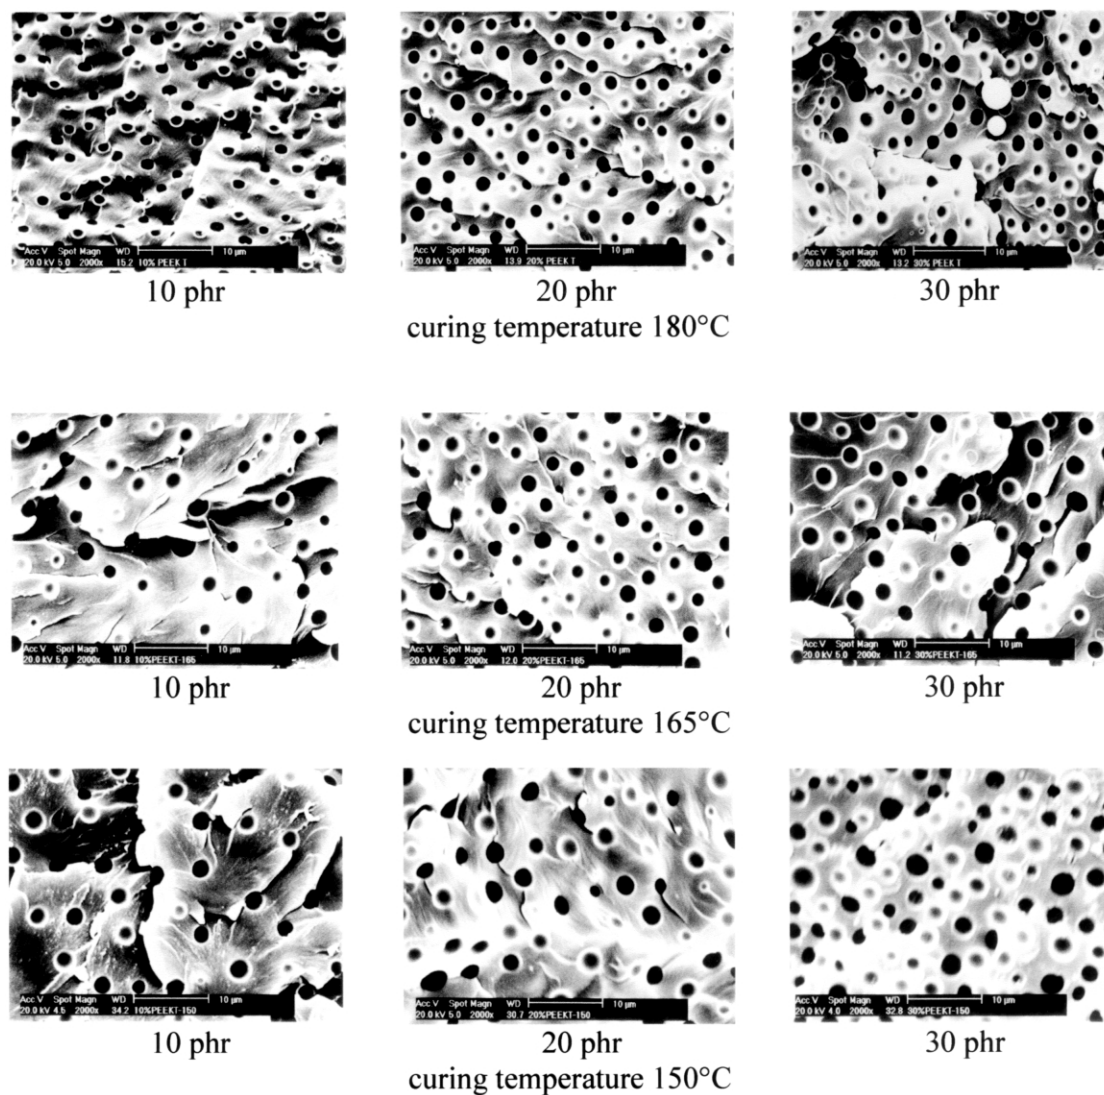 Acc V Spot Magn WD 10 µm
20.0 kV 5.0 2000x 15.2 10% PEEK T
Acc V Spot Magn WD 10 µm
20.0 kV 5.0 2000x 13.9 20% PEEK T
Acc V Spot Magn WD 10 µm
20.0 kV 5.0 2000x 13.2 30% PEEK T
10 phr
20 phr
30 phr
curing temperature 180°C
Acc V Spot Magn WD 10 µm
20.0 kV 5.0 2000x 11.8 10%PEEKT-165
Acc V Spot Magn WD 10 µm
20.0 kV 5.0 2000x 12.0 20%PEEKT-165
Acc V Spot Magn WD 10 µm
20.0 kV 5.0 2000x 11.2 30%PEEKT-165
10 phr
20 phr
30 phr
curing temperature 165°C
Acc V Spot Magn WD 10 µm
20.0 kV 4.5 2000x 34.2 10%PEEKT-150
Acc V Spot Magn WD 10 µm
20.0 kV 5.0 2000x 30.7 20%PEEKT-150
Acc V Spot Magn WD 10 µm
20.0 kV 4.0 2000x 32.8 30%PEEKT-150
10 phr
20 phr
30 phr
curing temperature 150°C